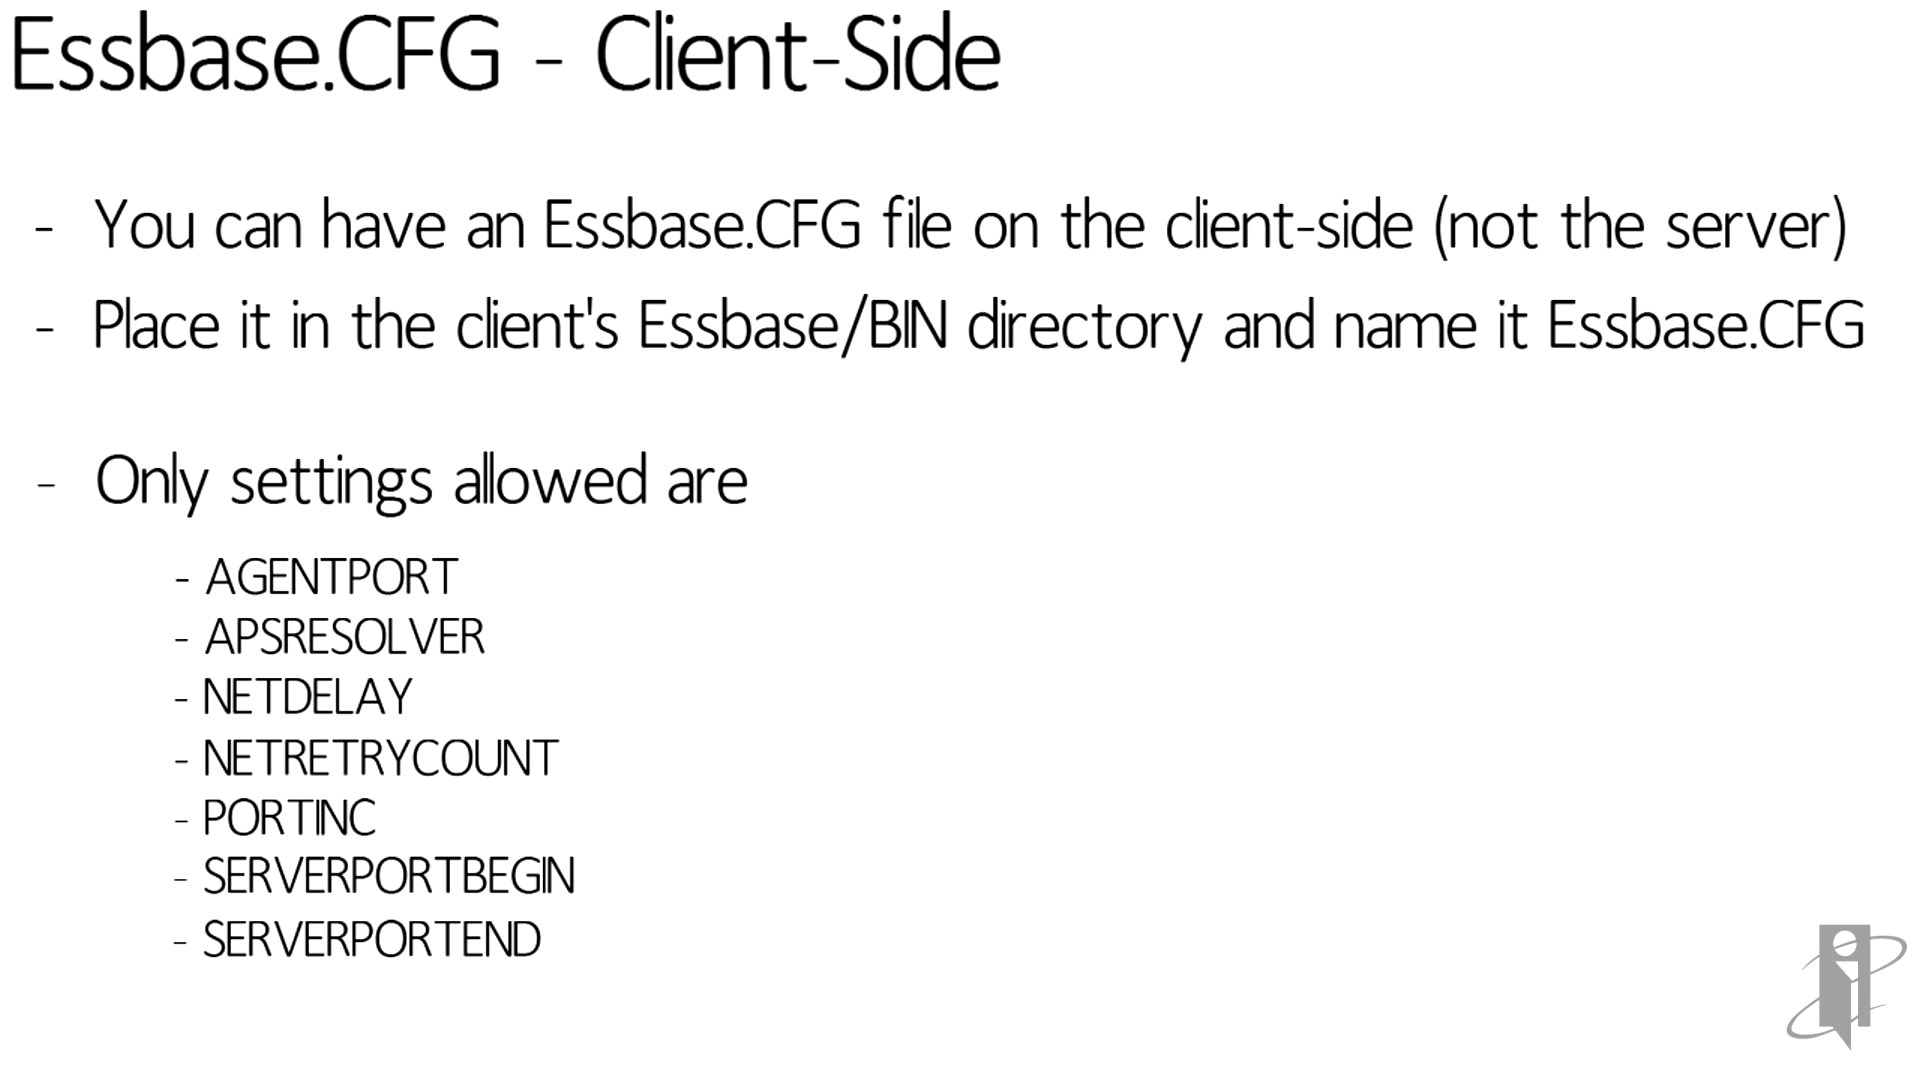 Essbase.CFG - Client-Side
- You can have an Essbase.CFG file on the client-side (not the server)
- Place it in the client's Essbase/BIN directory and name it Essbase.CFG
- Only settings allowed are
- AGENTPORT
- APSRESOLVER
- NETDELAY
- NETRETRYCOUNT
- PORTINC
- SERVERPORTBEGIN
- SERVERPORTEND